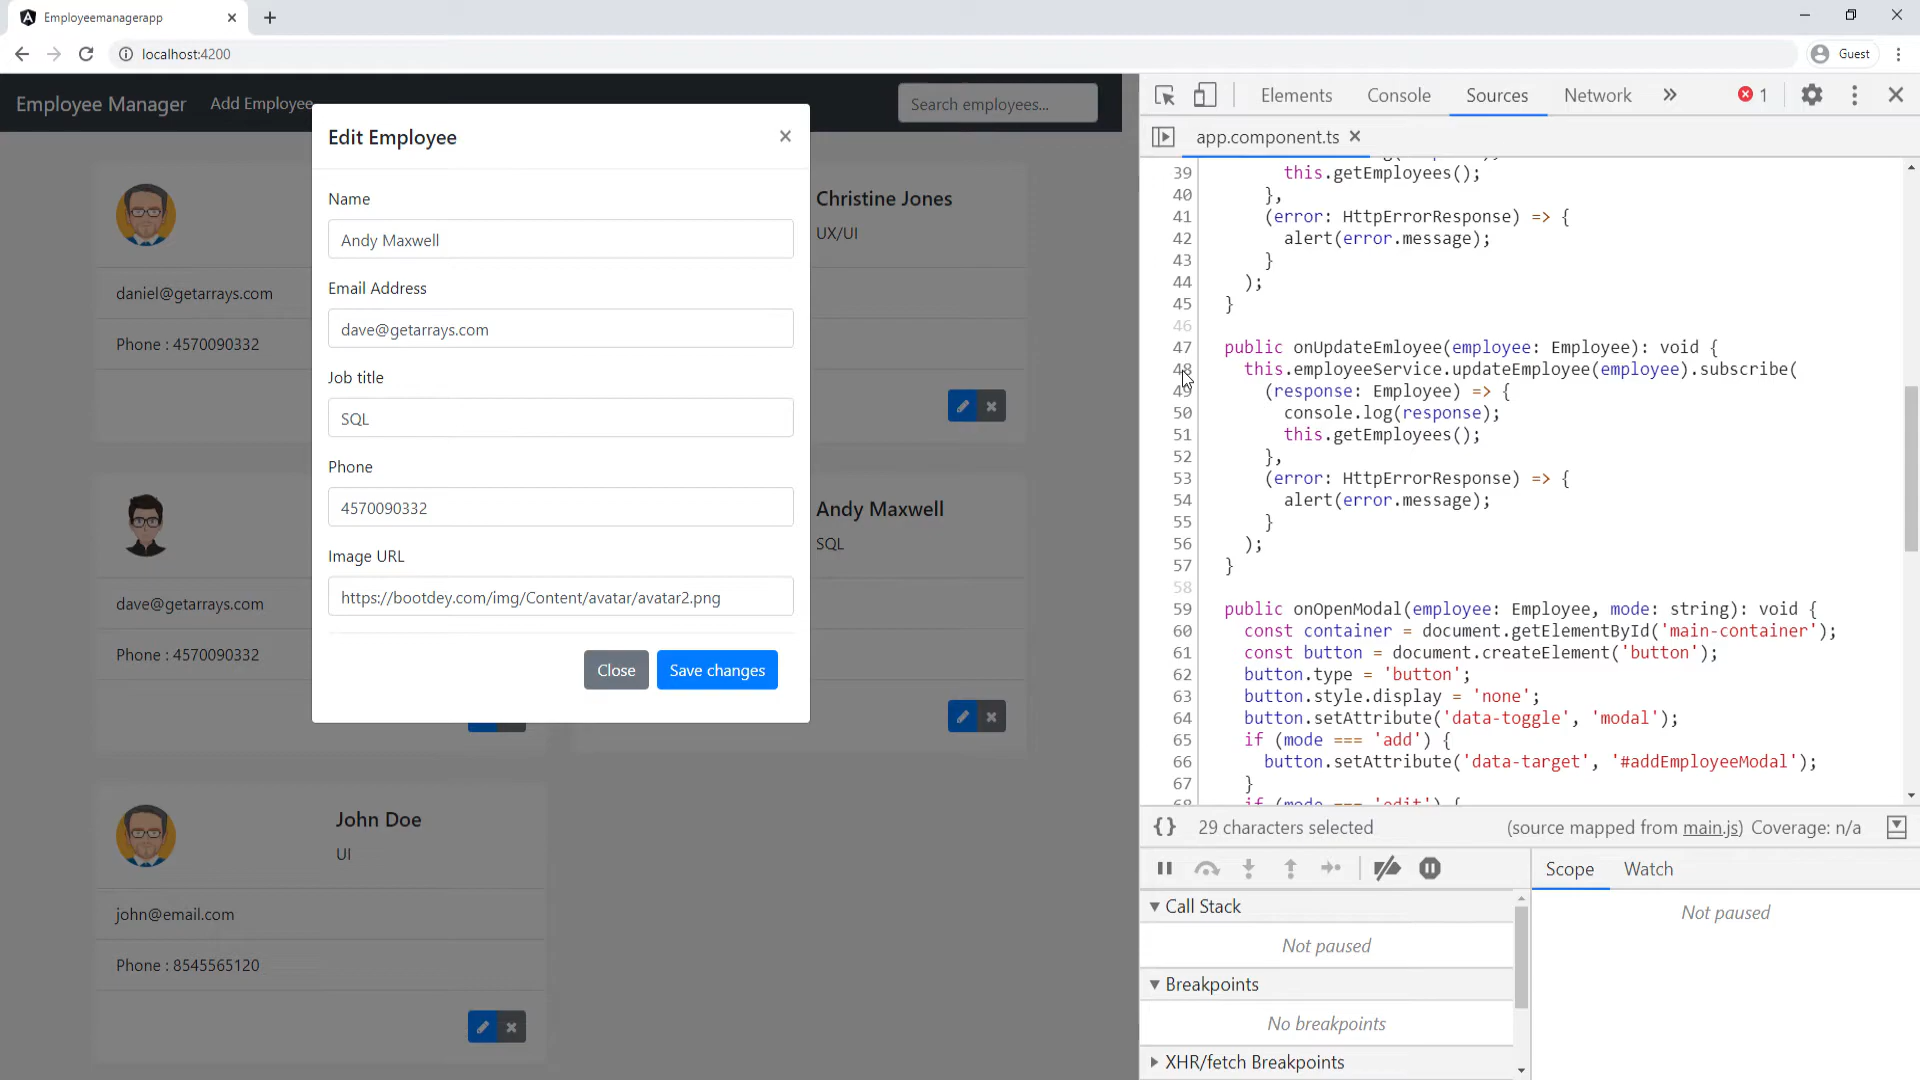 Employeemanagerapp
localhost:4200
Guest
Employee Manager
Add Employee
Search employees...
Edit Employee
×
Name
Andy Maxwell
Email Address
dave@getarrays.com
Job title
SQL
Phone
4570090332
Image URL
https://bootdey.com/img/Content/avatar/avatar2.png
Close
Save changes
daniel@getarrays.com
Phone : 4570090332
Christine Jones
UX/UI
dave@getarrays.com
Phone : 4570090332
Andy Maxwell
SQL
John Doe
UI
john@email.com
Phone : 8545565120
Elements
Console
Sources
Network
1
app.component.ts
39 this.getEmployees();
40 },
41 (error: HttpErrorResponse) => {
42 alert(error.message);
43 }
44 );
45 }
46
47 public onUpdateEmloyee(employee: Employee): void {
48 this.employeeService.updateEmployee(employee).subscribe(
49 (response: Employee) => {
50 console.log(response);
51 this.getEmployees();
52 },
53 (error: HttpErrorResponse) => {
54 alert(error.message);
55 }
56 );
57 }
58
59 public onOpenModal(employee: Employee, mode: string): void {
60 const container = document.getElementById('main-container');
61 const button = document.createElement('button');
62 button.type = 'button';
63 button.style.display = 'none';
64 button.setAttribute('data-toggle', 'modal');
65 if (mode === 'add') {
66 button.setAttribute('data-target', '#addEmployeeModal');
67 }
68 if (mode === 'edit') {
{ } 29 characters selected
(source mapped from main.js) Coverage: n/a
Scope
Watch
Call Stack
Not paused
Not paused
Breakpoints
No breakpoints
XHR/fetch Breakpoints